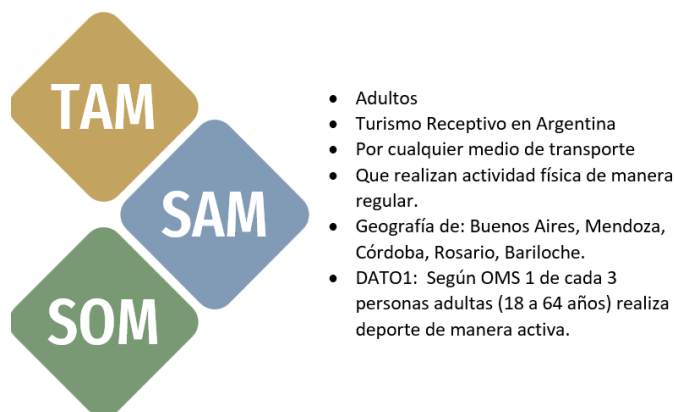 TAM
SAM
SOM
• Adultos
• Turismo Receptivo en Argentina
• Por cualquier medio de transporte
• Que realizan actividad física de manera
regular.
• Geografía de: Buenos Aires, Mendoza,
Córdoba, Rosario, Bariloche.
• DATO1:  Según OMS 1 de cada 3
personas adultas (18 a 64 años) realiza
deporte de manera activa.